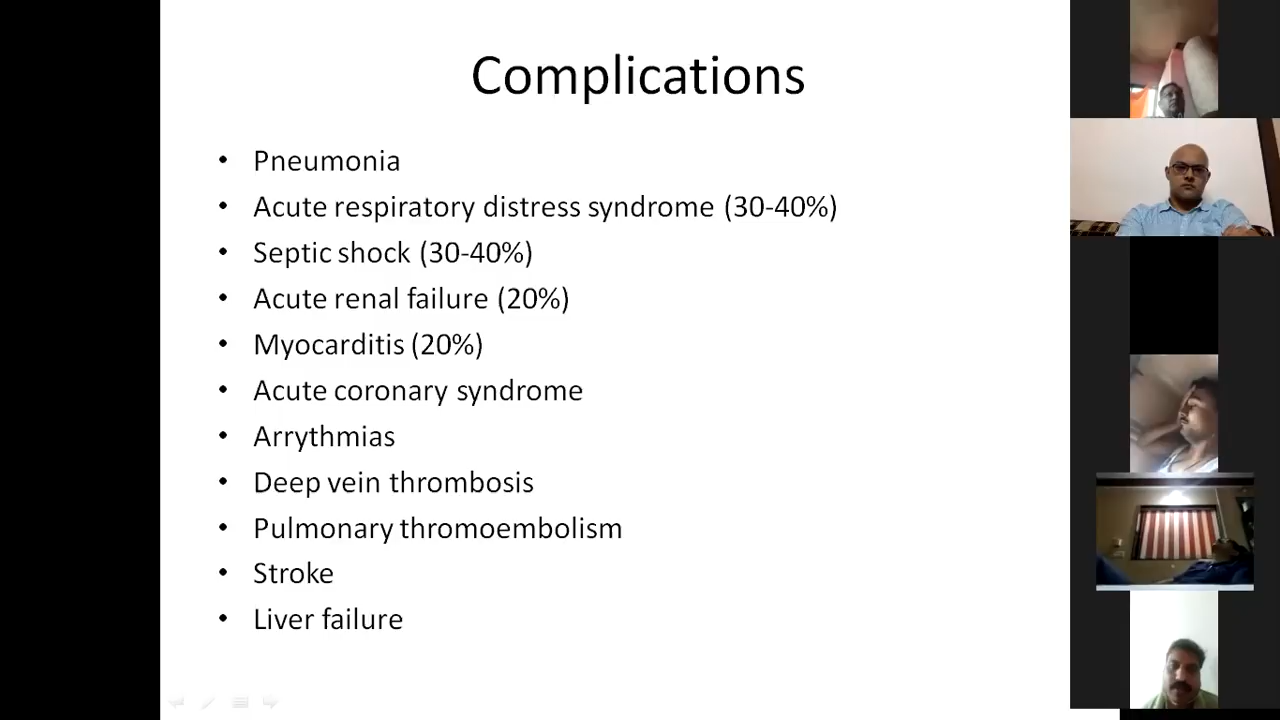 Complications
• Pneumonia
• Acute respiratory distress syndrome (30-40%)
• Septic shock (30-40%)
• Acute renal failure (20%)
• Myocarditis (20%)
• Acute coronary syndrome
• Arrythmias
• Deep vein thrombosis
• Pulmonary thromoembolism
• Stroke
• Liver failure